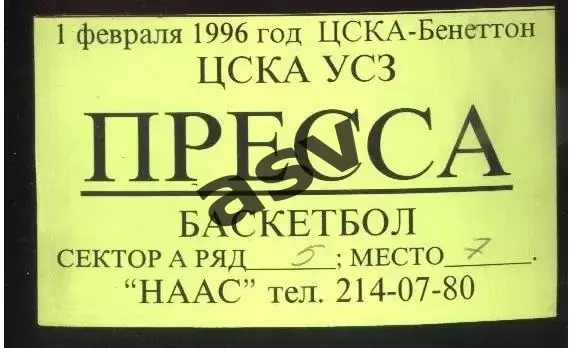 1 февраля 1996 год ЦСКА-Бенеттон
ЦСКА УСЗ
ПРЕССА
asv
БАСКЕТБОЛ
СЕКТОР А РЯД 5 ; МЕСТО 7 .
“НААС” тел. 214-07-80